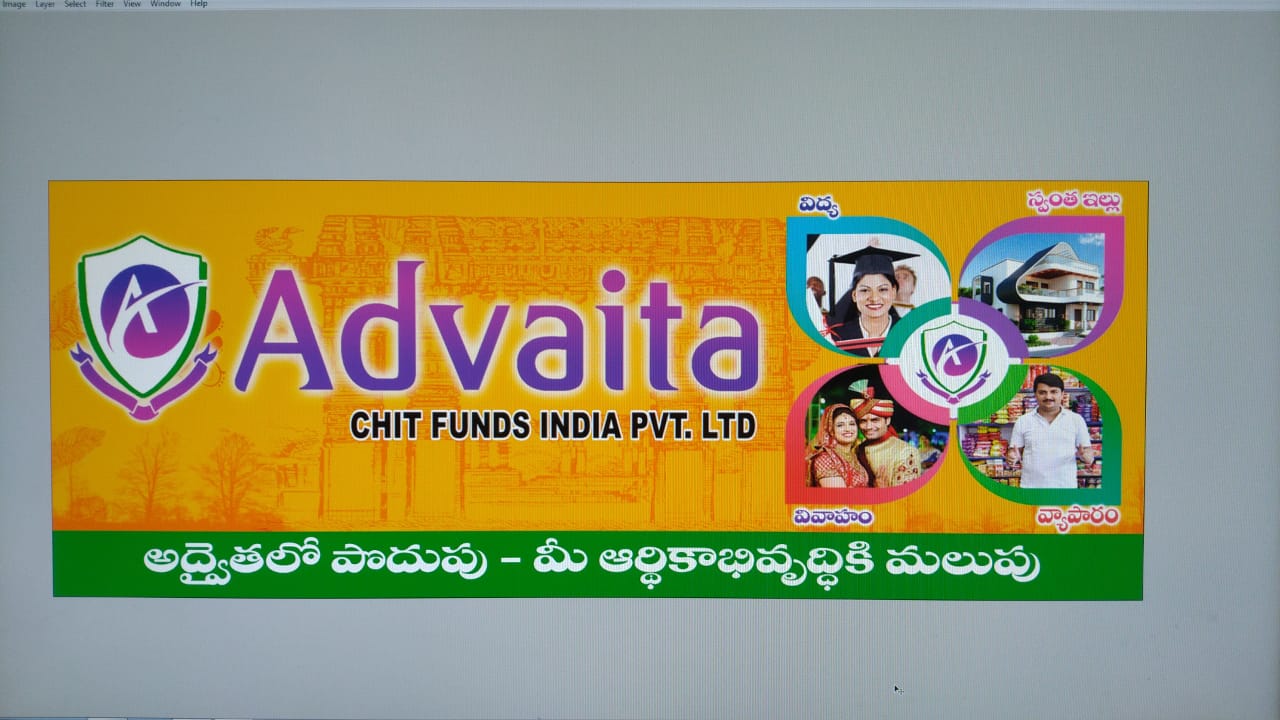 Image Layer Select Filter View Window Help
విద్య
స్వంత ఇల్లు
Advaita
CHIT FUNDS INDIA PVT. LTD
వివాహం
వ్యాపారం
అద్వైతలో పొదుపు - మీ ఆర్థికాభివృద్ధికి మలుపు